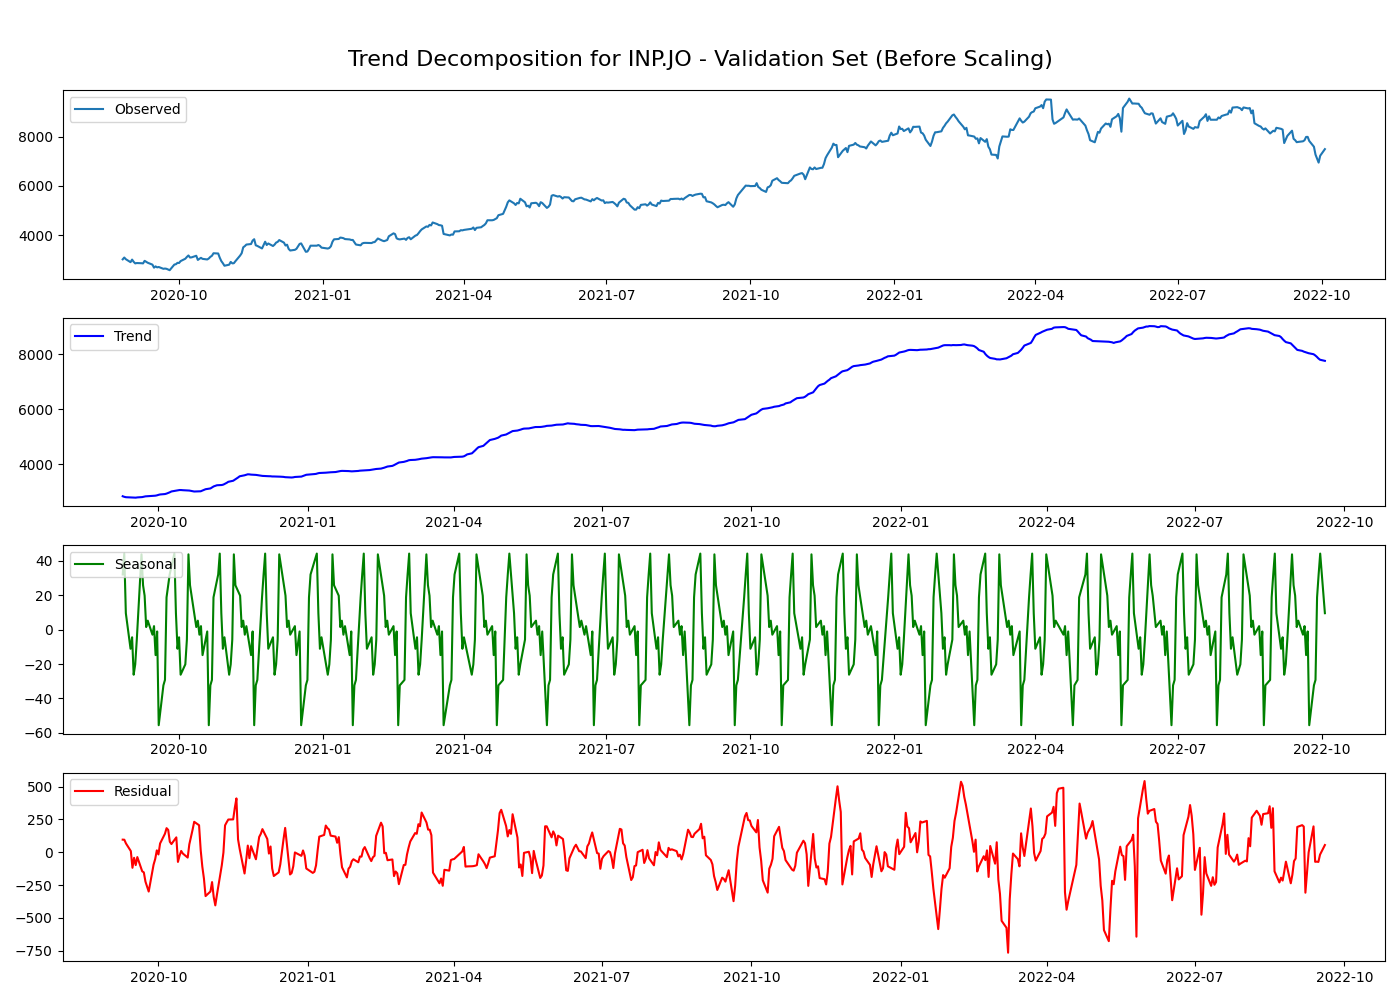 Trend Decomposition for INP.JO - Validation Set (Before Scaling)
Observed
8000
6000
4000
2020-10 2021-01 2021-04 2021-07 2021-10 2022-01 2022-04 2022-07 2022-10
Trend
8000
6000
4000
2020-10 2021-01 2021-04 2021-07 2021-10 2022-01 2022-04 2022-07 2022-10
Seasonal
40
20
0
−20
−40
−60
2020-10 2021-01 2021-04 2021-07 2021-10 2022-01 2022-04 2022-07 2022-10
Residual
500
250
0
−250
−500
−750
2020-10 2021-01 2021-04 2021-07 2021-10 2022-01 2022-04 2022-07 2022-10